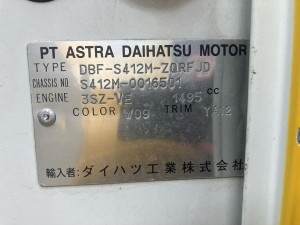 PT ASTRA DAIHATSU MOTOR
TYPE DBF-S412M-ZQRFJD
CHASSIS NO. S412M-0016501
ENGINE 3SZ-VE 1495 cc
COLOR W09 TRIM
輸入者: ダイハツ工業株式会社